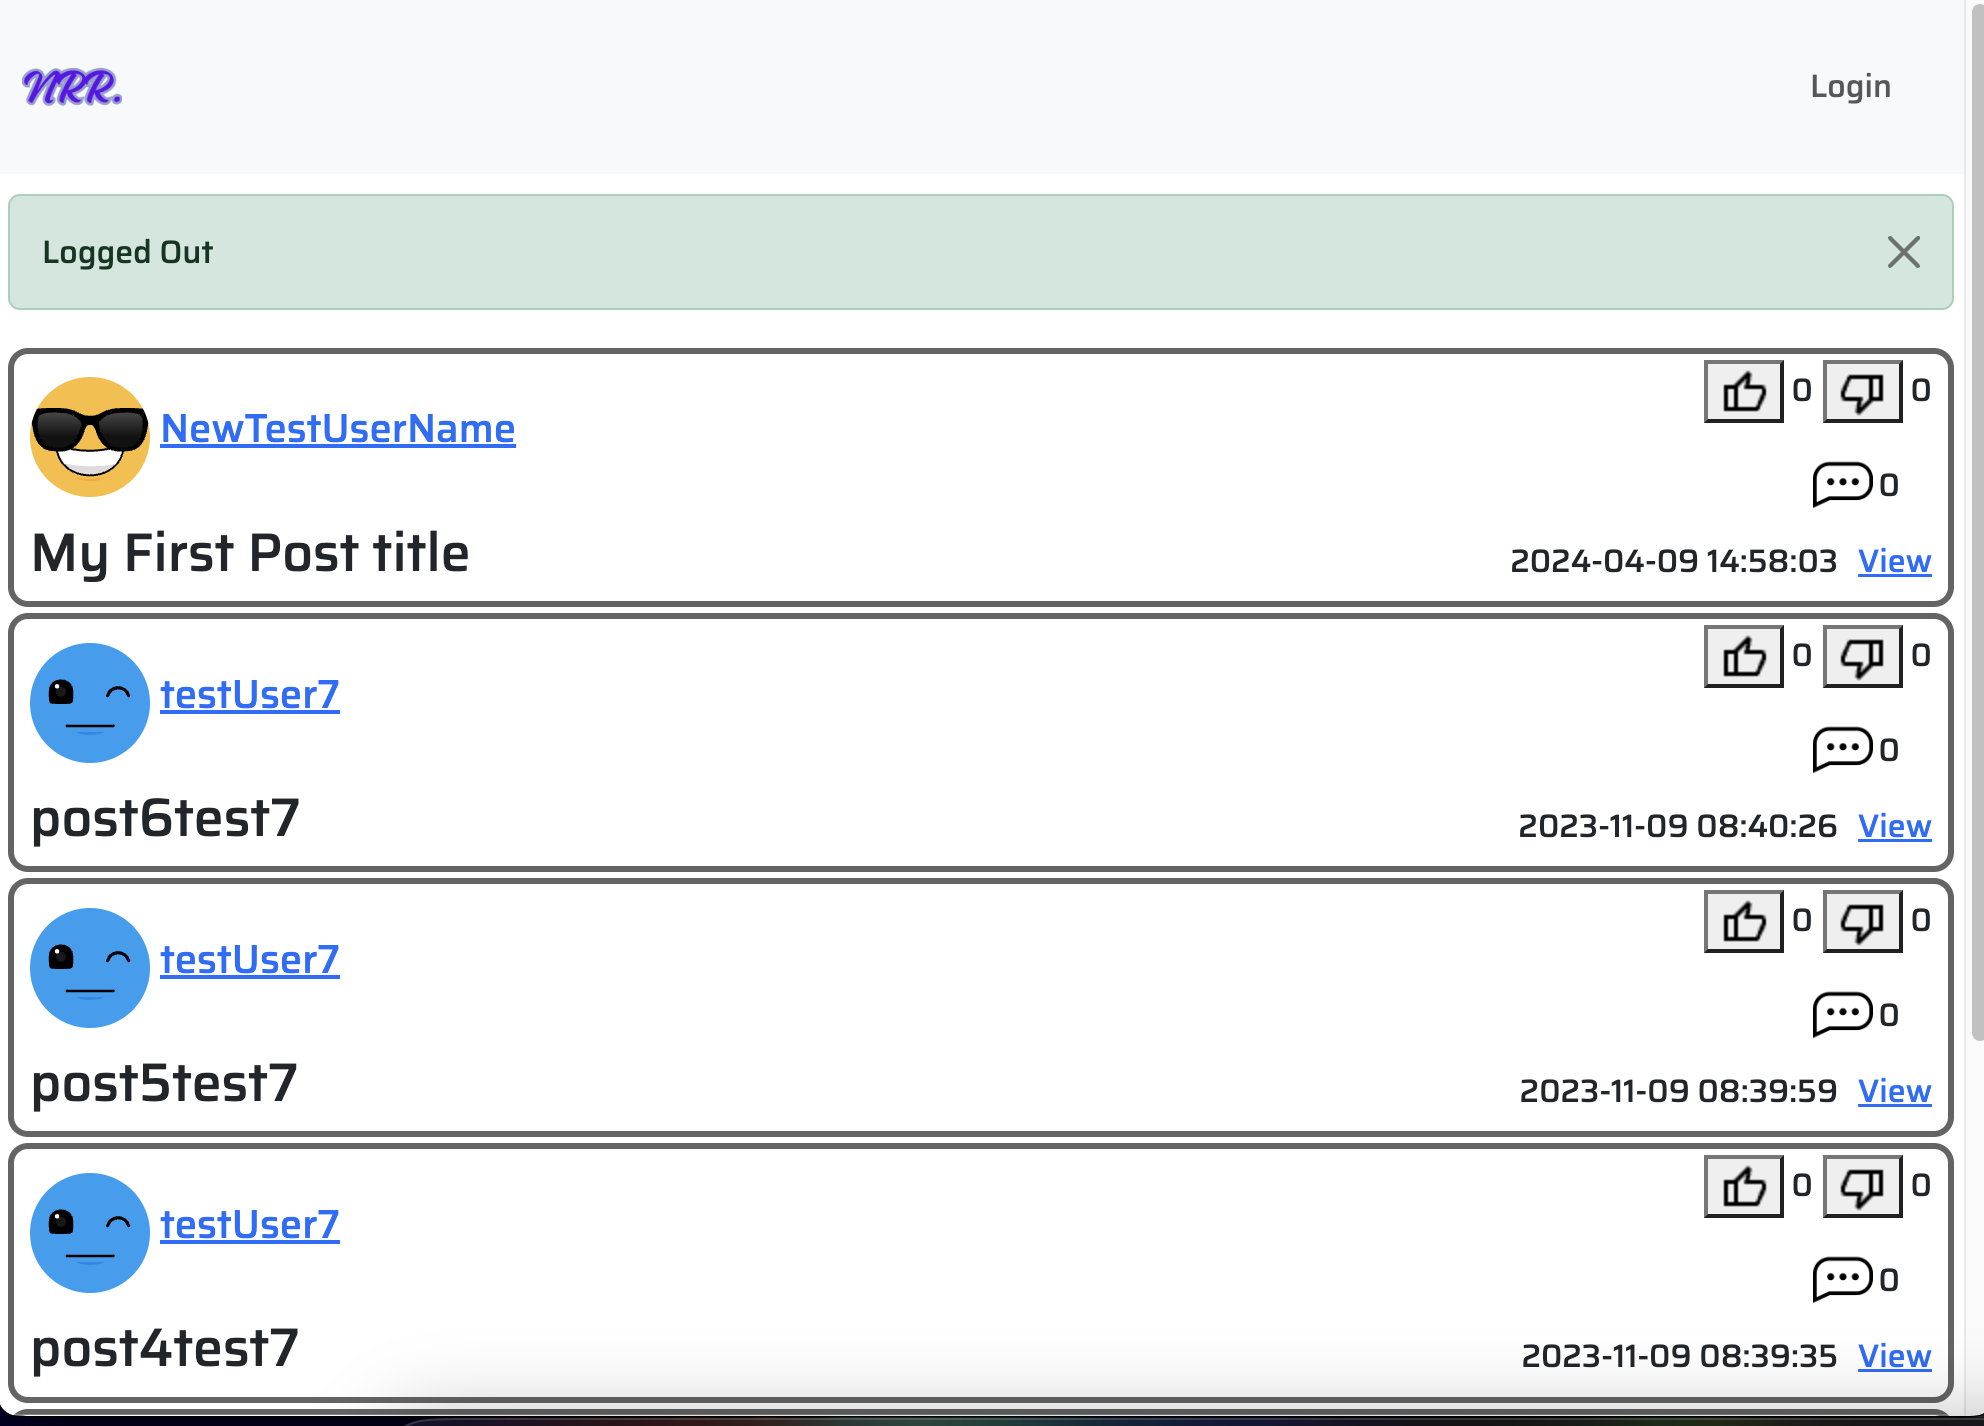 NRR.
Login
Logged Out
NewTestUserName
0 0
0
My First Post title
2024-04-09 14:58:03 View
testUser7
0 0
0
post6test7
2023-11-09 08:40:26 View
testUser7
0 0
0
post5test7
2023-11-09 08:39:59 View
testUser7
0 0
0
post4test7
2023-11-09 08:39:35 View